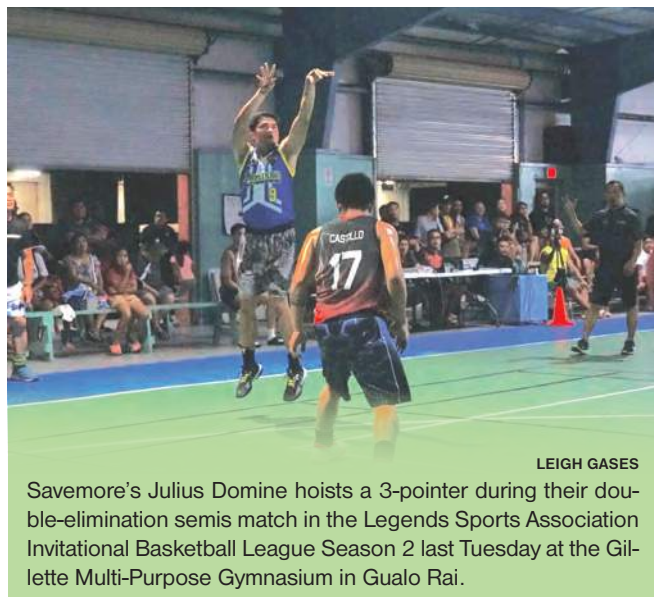 9
CASTILLO
17
LEIGH GASES
Savemore's Julius Domine hoists a 3-pointer during their dou-
ble-elimination semis match in the Legends Sports Association
Invitational Basketball League Season 2 last Tuesday at the Gil-
lette Multi-Purpose Gymnasium in Gualo Rai.